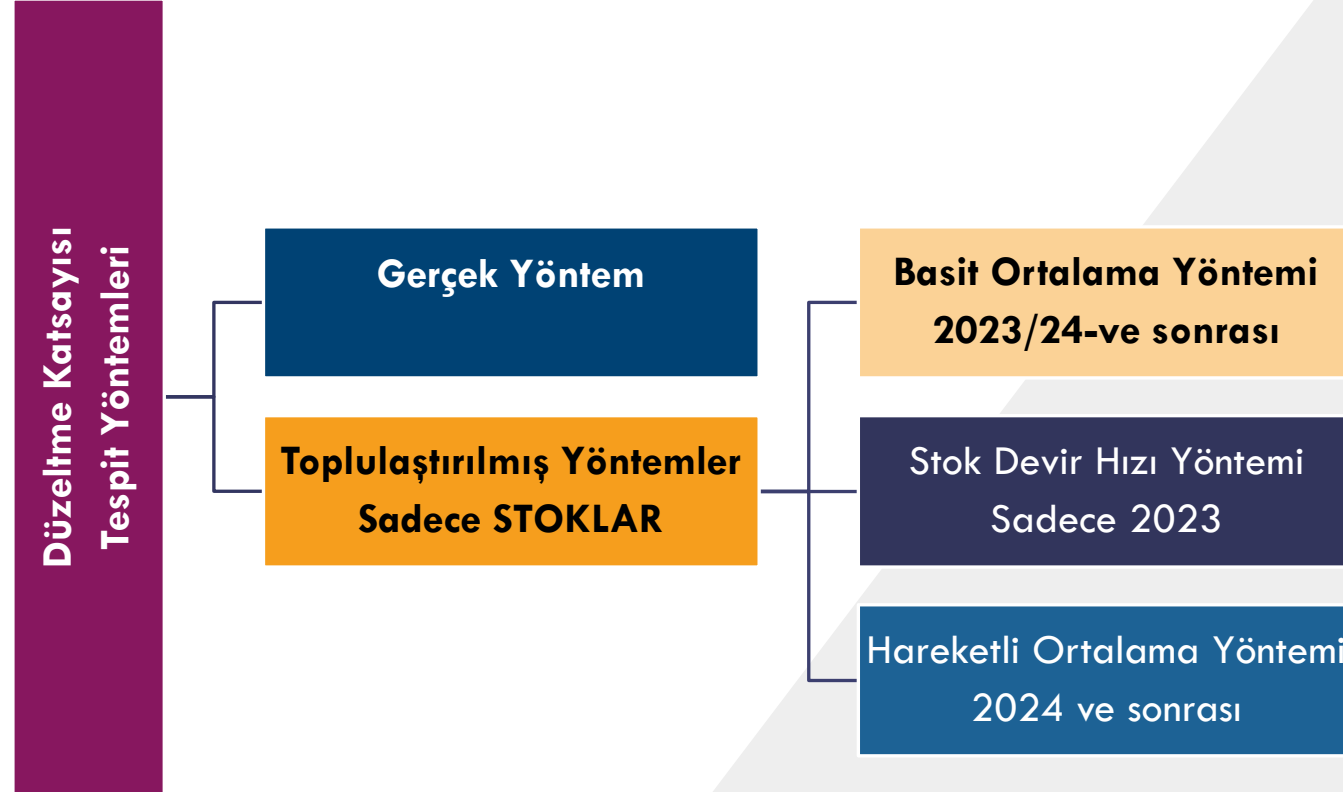 Düzeltme Katsayısı
Tespit Yöntemleri
Gerçek Yöntem
Toplulaştırılmış Yöntemler
Sadece STOKLAR
Basit Ortalama Yöntemi
2023/24-ve sonrası
Stok Devir Hızı Yöntemi
Sadece 2023
Hareketli Ortalama Yöntemi
2024 ve sonrası